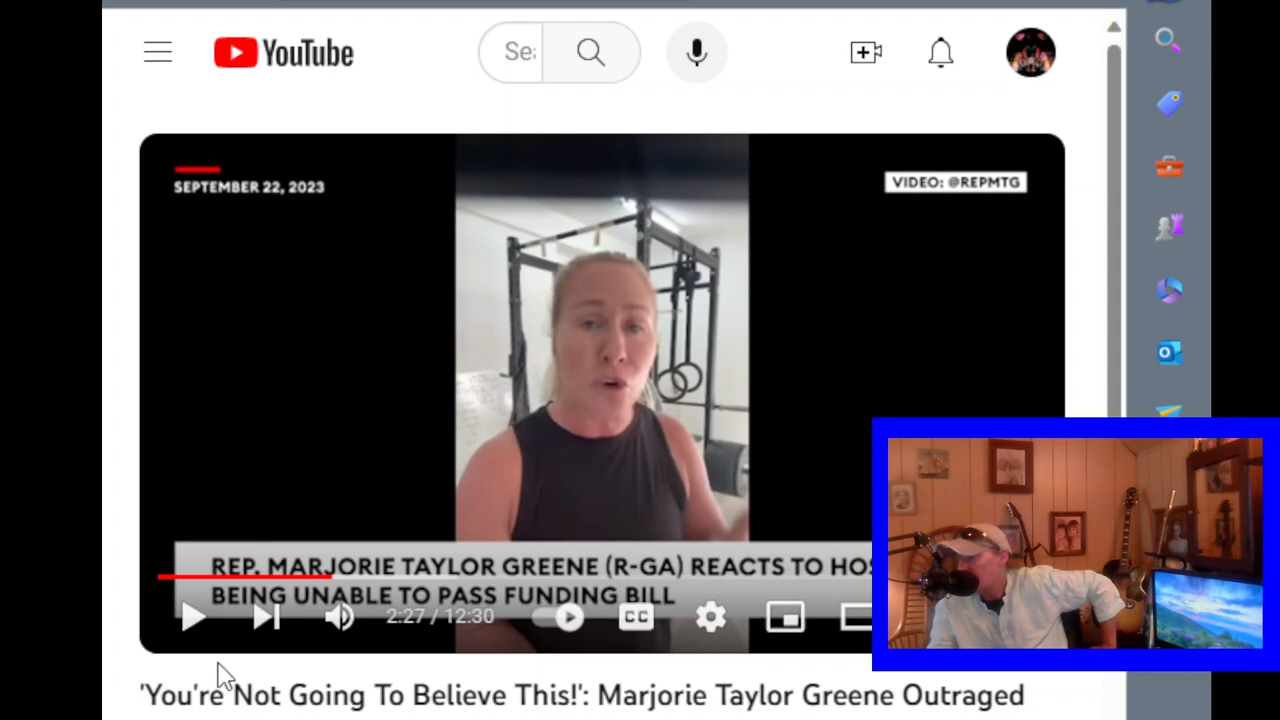 YouTube
Sea
SEPTEMBER 22, 2023
VIDEO: @REPMTG
REP. MARJORIE TAYLOR GREENE (R-GA) REACTS TO HOS
BEING UNABLE TO PASS FUNDING BILL
2:27 / 12:30
CC
'You're Not Going To Believe This!': Marjorie Taylor Greene Outraged